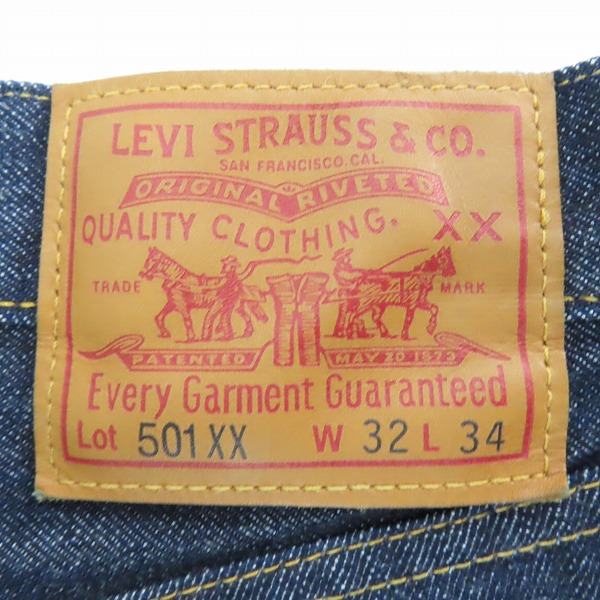 LEVI STRAUSS & CO.
SAN FRANCISCO, CAL.
ORIGINAL RIVETED
QUALITY CLOTHING. XX
TRADE MARK
PATENTED MAY 20 1873
Every Garment Guaranteed
Lot 501XX W 32 L 34